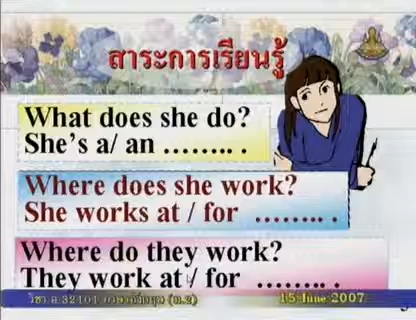 สาระการเรียนรู้
What does she do?
She's a/ an …….. .
Where does she work?
She works at / for …….. .
Where do they work?
They work at / for …….. .
15 June 2007